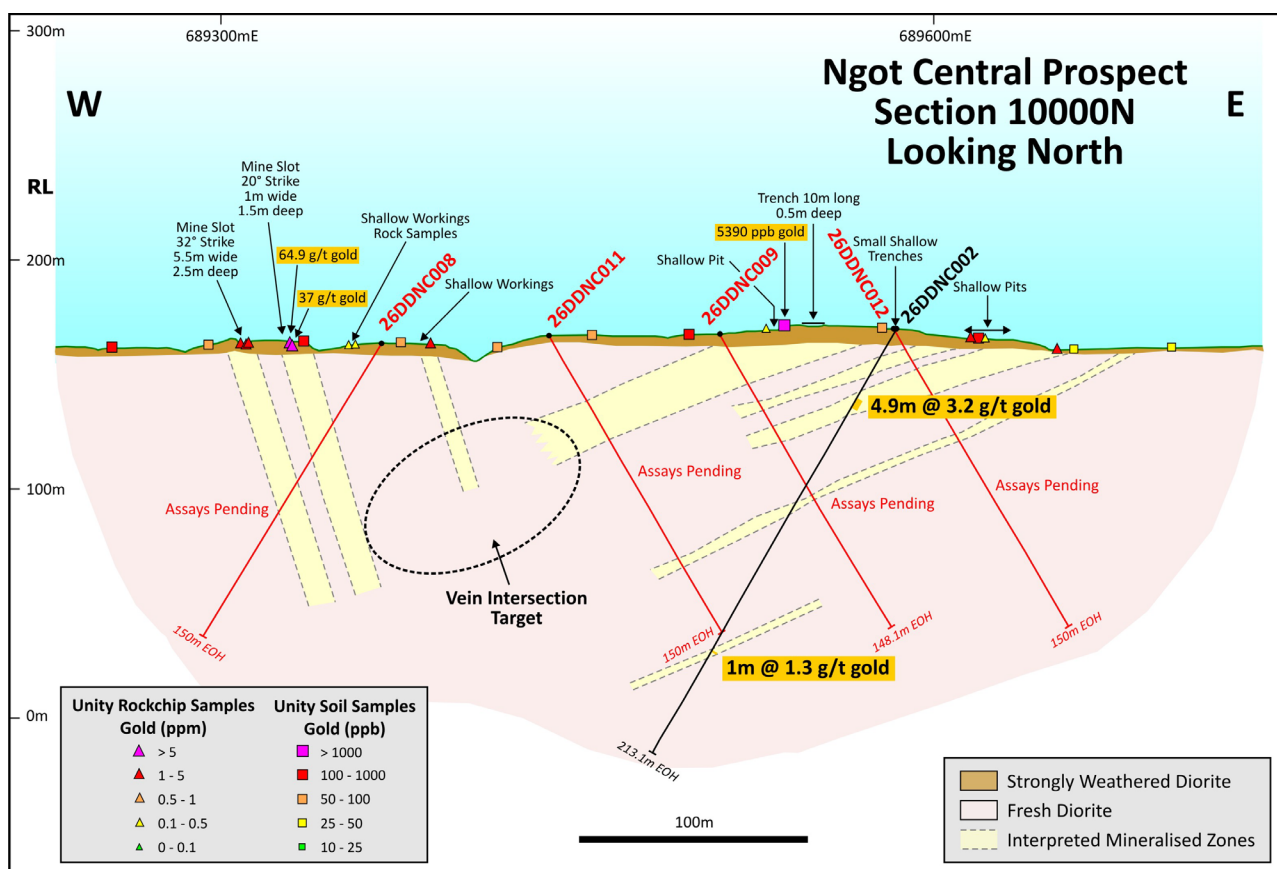 300m
689300mE
689600mE
Ngot Central Prospect
Section 10000N
Looking North
W
E
RL
Mine Slot
20° Strike
1m wide
1.5m deep
Mine Slot
32° Strike
5.5m wide
2.5m deep
64.9 g/t gold
37 g/t gold
Shallow Workings
Rock Samples
26DDNC008
Shallow Workings
26DDNC011
26DDNC009
Shallow Pit
5390 ppb gold
Trench 10m long
0.5m deep
26DDNC012
Small Shallow
Trenches
26DDNC002
Shallow Pits
200m
4.9m @ 3.2 g/t gold
100m
Assays Pending
Assays Pending
Assays Pending
Assays Pending
Vein Intersection
Target
150m EOH
150m EOH
148.1m EOH
150m EOH
1m @ 1.3 g/t gold
0m
213.1m EOH
Unity Rockchip Samples
Gold (ppm)
> 5
1 - 5
0.5 - 1
0.1 - 0.5
0 - 0.1
Unity Soil Samples
Gold (ppb)
> 1000
100 - 1000
50 - 100
25 - 50
10 - 25
100m
Strongly Weathered Diorite
Fresh Diorite
Interpreted Mineralised Zones